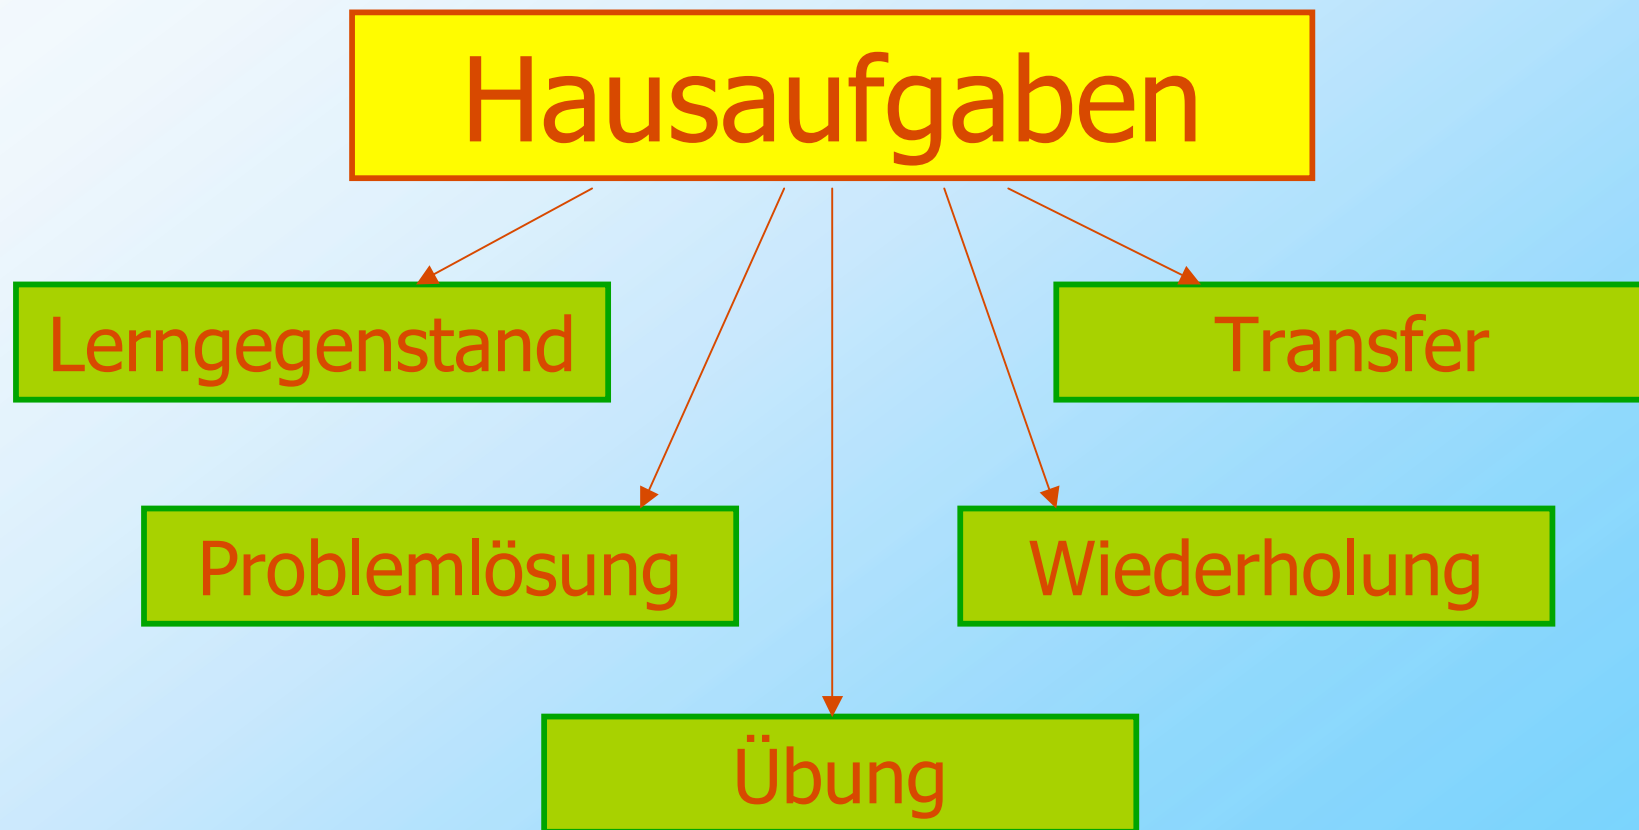 Hausaufgaben
Lerngegenstand
Transfer
Problemlösung
Wiederholung
Übung